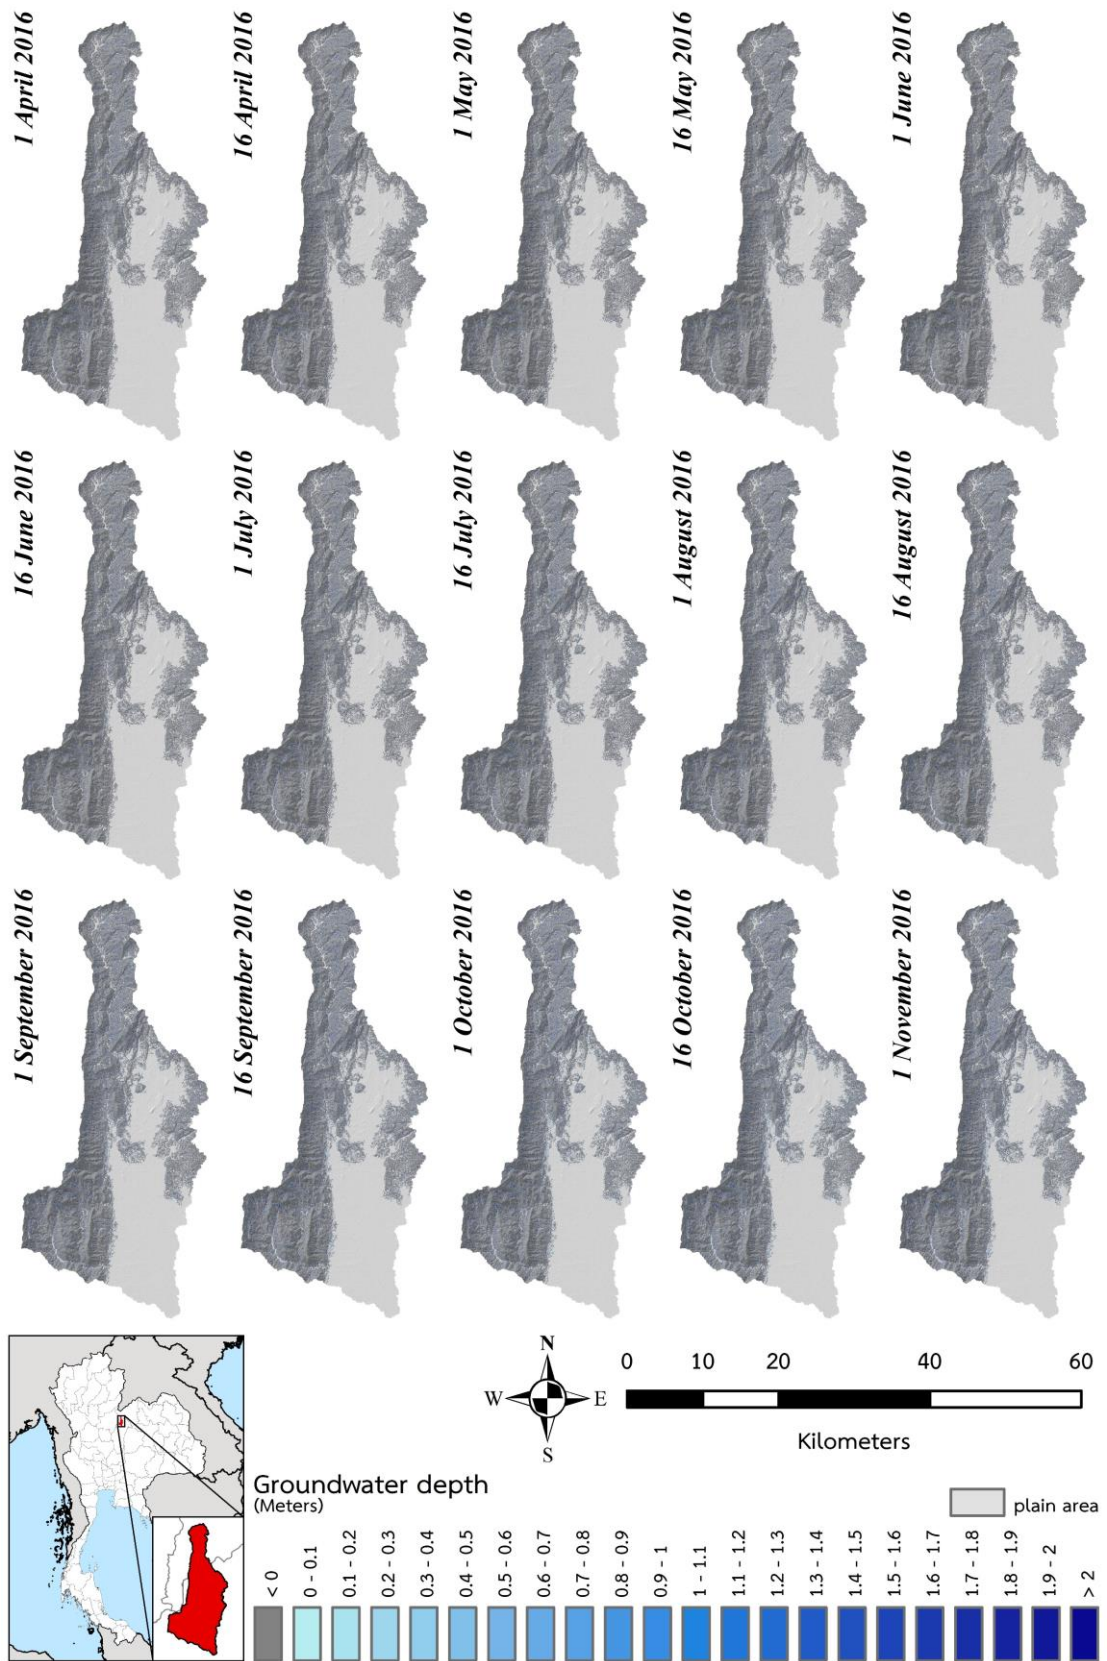 1 April 2016
16 April 2016
1 May 2016
16 May 2016
1 June 2016
16 June 2016
1 July 2016
16 July 2016
1 August 2016
16 August 2016
1 September 2016
16 September 2016
1 October 2016
16 October 2016
1 November 2016
N
W
E
S
0 10 20 40 60
Kilometers
Groundwater depth
(Meters)
plain area
< 0
0 - 0.1
0.1 - 0.2
0.2 - 0.3
0.3 - 0.4
0.4 - 0.5
0.5 - 0.6
0.6 - 0.7
0.7 - 0.8
0.8 - 0.9
0.9 - 1
1 - 1.1
1.1 - 1.2
1.2 - 1.3
1.3 - 1.4
1.4 - 1.5
1.5 - 1.6
1.6 - 1.7
1.7 - 1.8
1.8 - 1.9
1.9 - 2
> 2